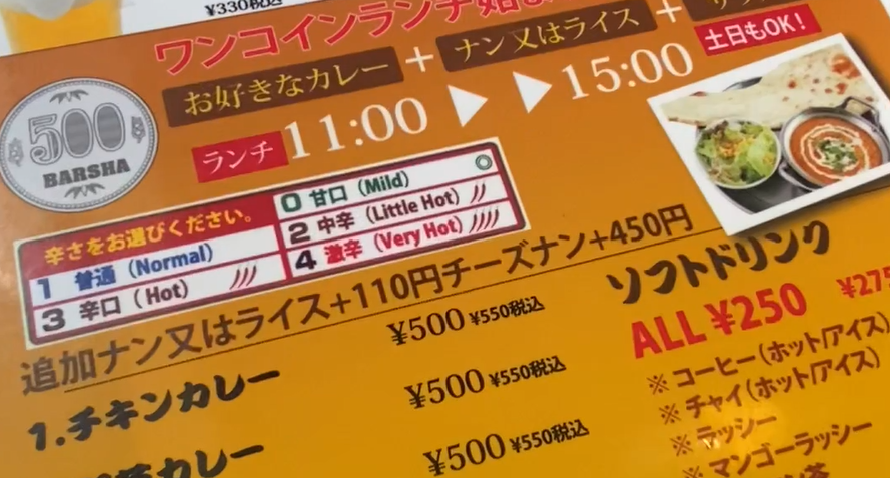 ¥330税込
ワンコインランチ始
お好きなカレー + ナン又はライス +
土日もOK!
ランチ 11:00 ▶ ▶ 15:00
500
BARSHA
辛さをお選びください。
0 甘口 (Mild) ◎
1 普通 (Normal)
2 中辛 (Little Hot)
3 辛口 (Hot)
4 激辛 (Very Hot)
追加ナン又はライス+110円チーズナン+450円
1.チキンカレー ¥500 ¥550税込
カレー ¥500 ¥550税込
¥500 ¥550税込
ソフトドリンク
ALL ¥250 ¥275
※ コーヒー(ホット/アイス)
※ チャイ(ホット/アイス)
※ ラッシー
※ マンゴーラッシー